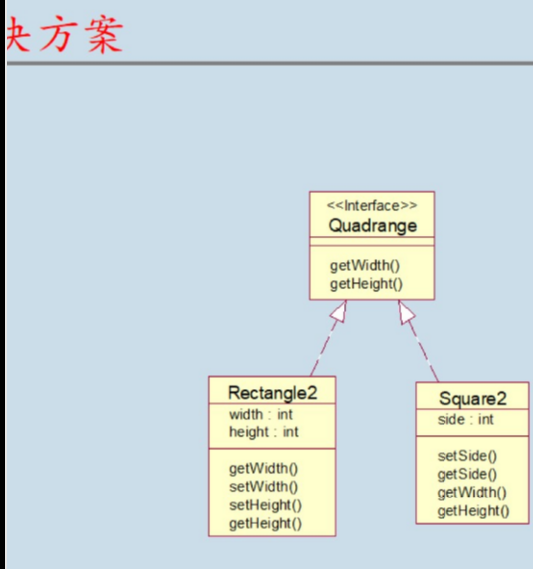 决方案
<<Interface>>
Quadrange
getWidth()
getHeight()
Rectangle2
width : int
height : int
getWidth()
setWidth()
setHeight()
getHeight()
Square2
side : int
setSide()
getSide()
getWidth()
getHeight()